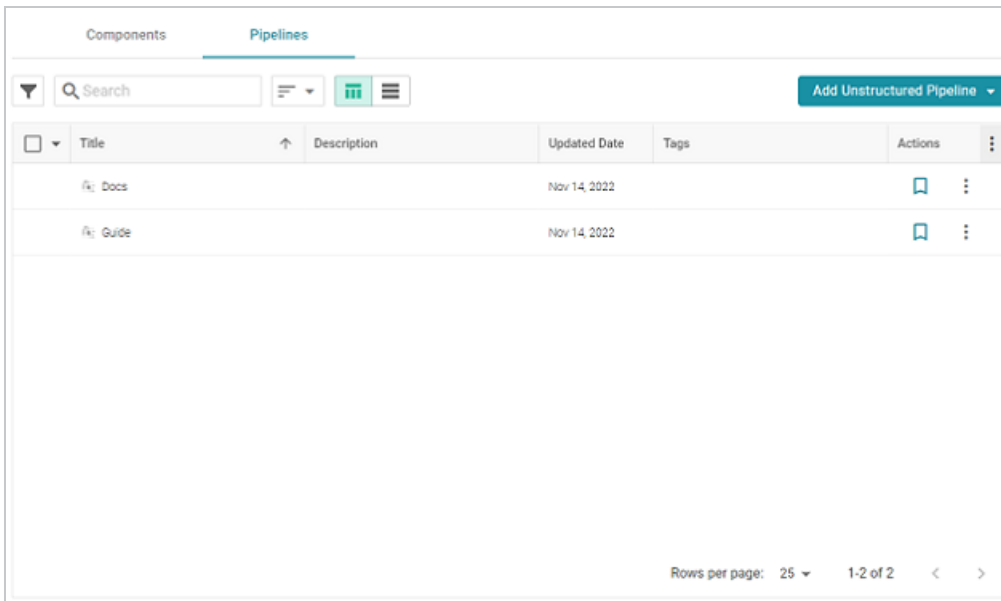 Components Pipelines
Search Add Unstructured Pipeline
Title Description Updated Date Tags Actions
Docs Nov 14, 2022
Guide Nov 14, 2022
Rows per page: 25 1-2 of 2